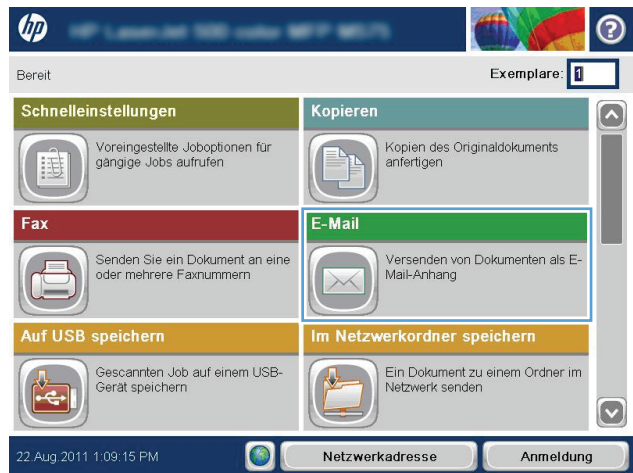 hp
Bereit
Exemplare: 1
Schnelleinstellungen
Voreingestellte Joboptionen für
gängige Jobs aufrufen
Kopieren
Kopien des Originaldokuments
anfertigen
Fax
Senden Sie ein Dokument an eine
oder mehrere Faxnummern
E-Mail
Versenden von Dokumenten als E-
Mail-Anhang
Auf USB speichern
Gescannten Job auf einem USB-
Gerät speichern
Im Netzwerkordner speichern
Ein Dokument zu einem Ordner im
Netzwerk senden
22.Aug.2011 1:09:15 PM
Netzwerkadresse
Anmeldung